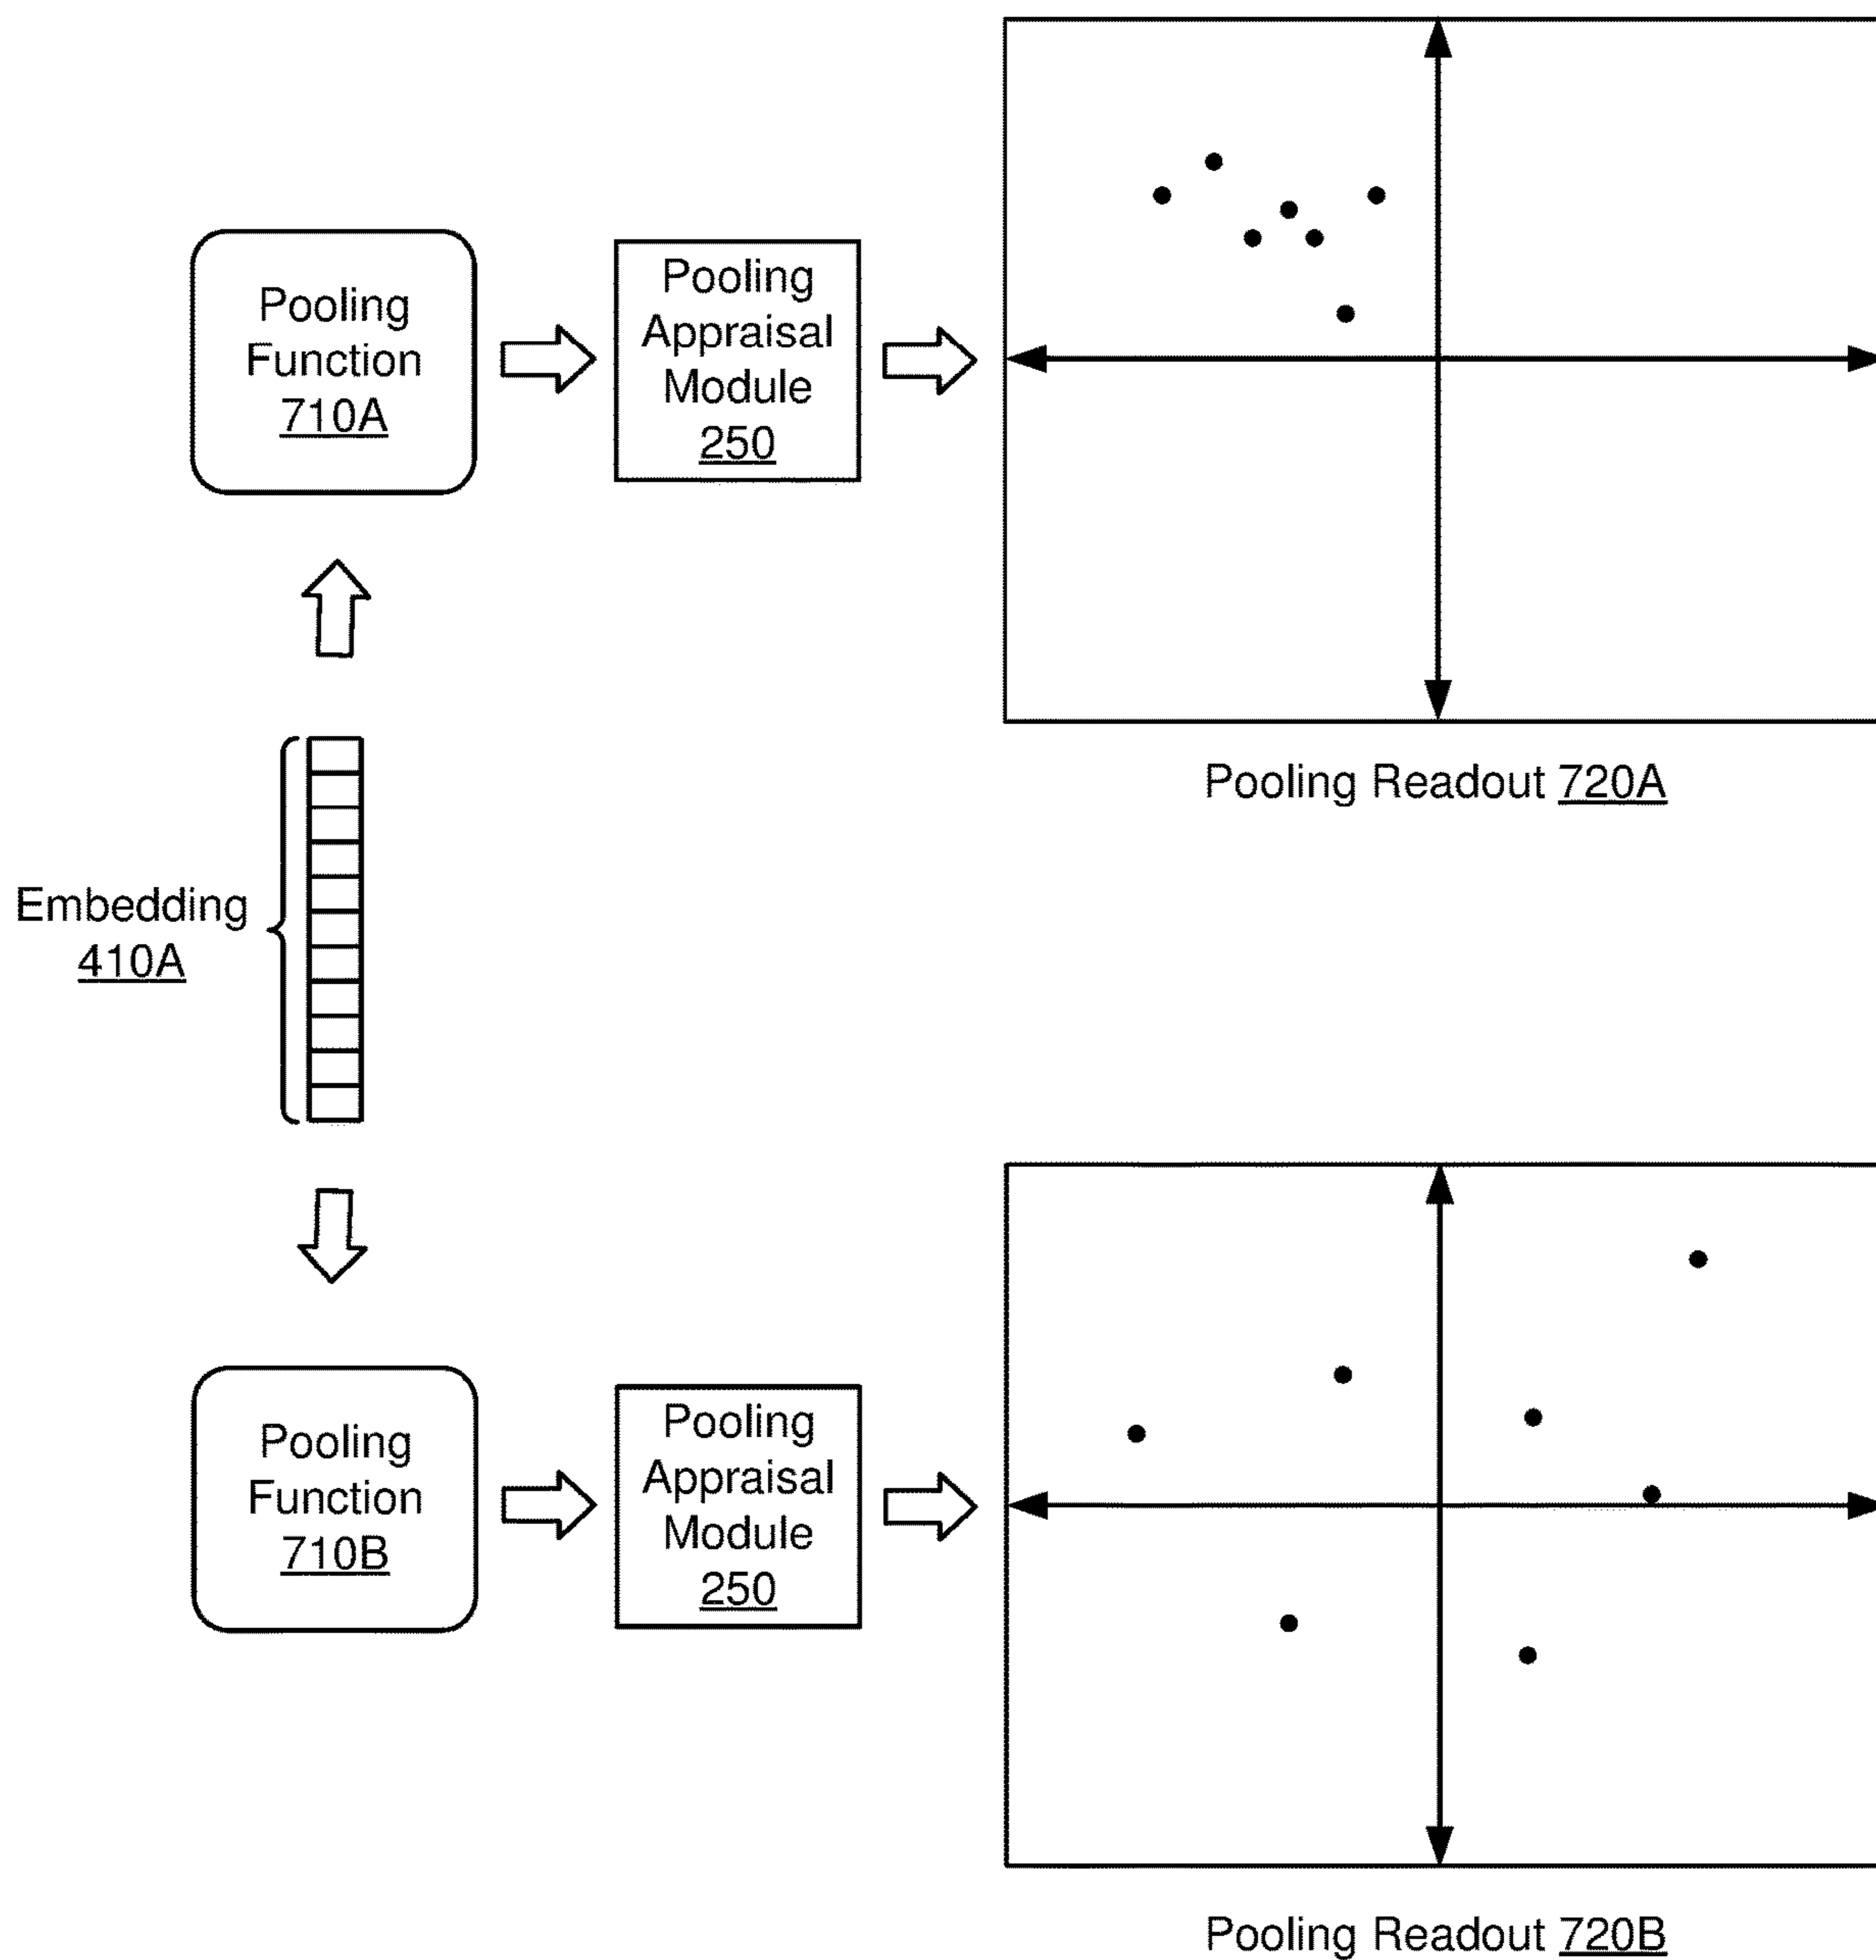 Pooling
Function
710A
Pooling
Appraisal
Module
250
Pooling Readout 720A
Embedding
410A
Pooling
Function
710B
Pooling
Appraisal
Module
250
Pooling Readout 720B